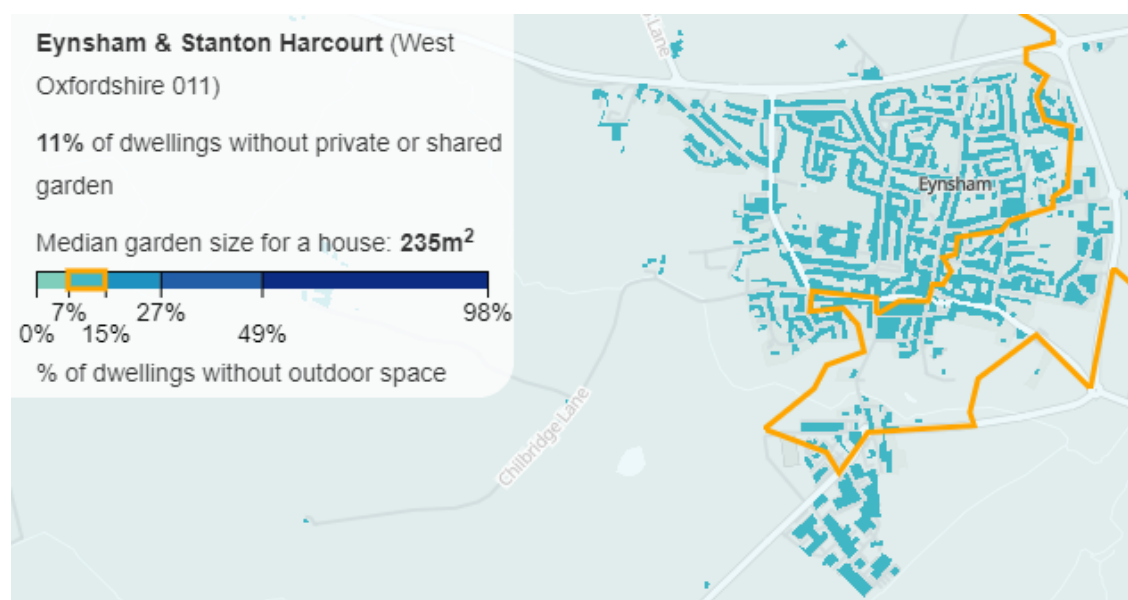 Eynsham & Stanton Harcourt (West
Oxfordshire 011)
11% of dwellings without private or shared
garden
Median garden size for a house: 235m²
7% 27% 98%
0% 15% 49%
% of dwellings without outdoor space
Lane
Eynsham
Chilbridge Lane